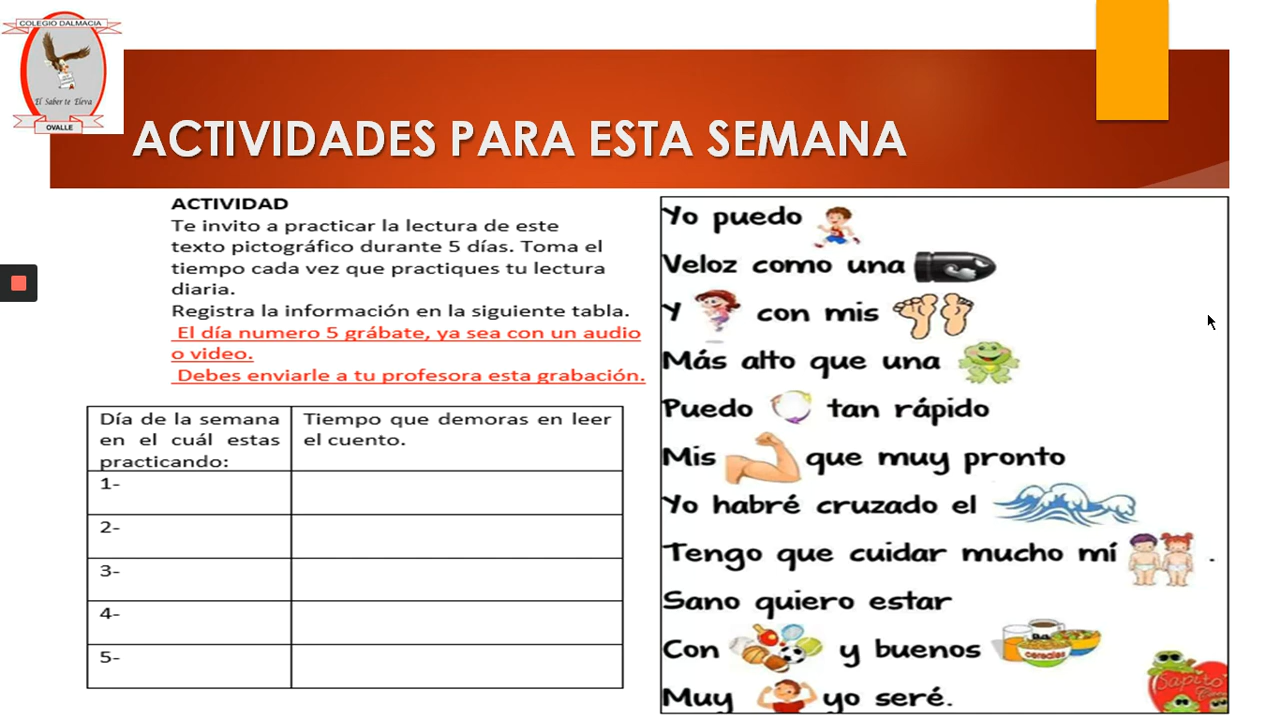 COLEGIO DALMACIA
El Saber te Eleva
OVALLE
ACTIVIDADES PARA ESTA SEMANA
ACTIVIDAD
Te invito a practicar la lectura de este
texto pictográfico durante 5 días. Toma el
tiempo cada vez que practiques tu lectura
diaria.
Registra la información en la siguiente tabla.
El día numero 5 grábate, ya sea con un audio
o video.
Debes enviarle a tu profesora esta grabación.
Día de la semana
en el cuál estas
practicando:
Tiempo que demoras en leer
el cuento.
1-
2-
3-
4-
5-
Yo puedo
Veloz como una
Y con mis
Más alto que una
Puedo tan rápido
Mis que muy pronto
Yo habré cruzado el
Tengo que cuidar mucho mí .
Sano quiero estar
Con y buenos
cereales
Muy yo seré.
Sapito